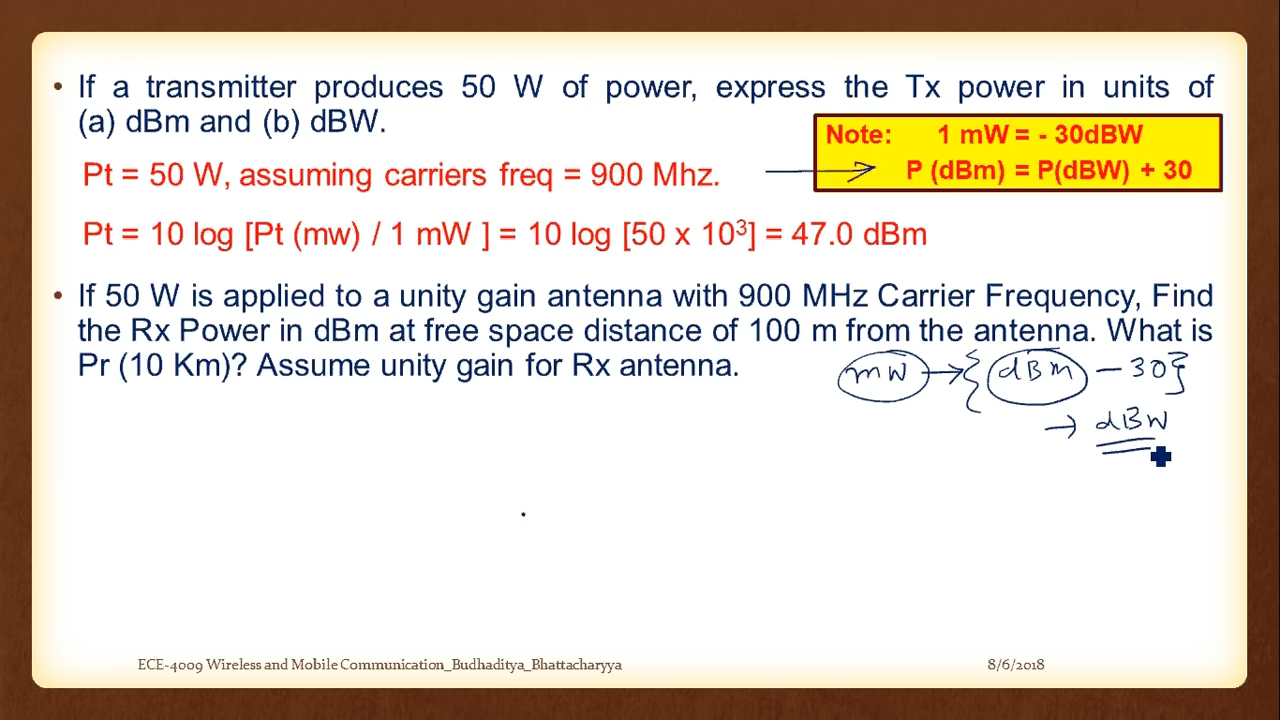 • If a transmitter produces 50 W of power, express the Tx power in units of
(a) dBm and (b) dBW.
Note: 1 mW = - 30dBW
P (dBm) = P(dBW) + 30
Pt = 50 W, assuming carriers freq = 900 Mhz.
Pt = 10 log [Pt (mw) / 1 mW ] = 10 log [50 x 10³] = 47.0 dBm
• If 50 W is applied to a unity gain antenna with 900 MHz Carrier Frequency, Find
the Rx Power in dBm at free space distance of 100 m from the antenna. What is
Pr (10 Km)? Assume unity gain for Rx antenna.
mW → { dBm - 30 }
→ dBW
ECE-4009 Wireless and Mobile Communication_Budhaditya_Bhattacharyya
8/6/2018